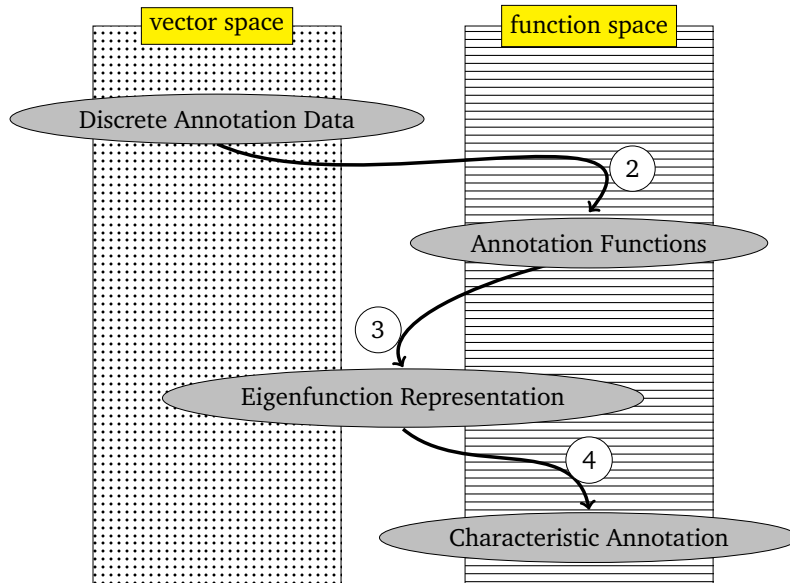 vector space
function space
Discrete Annotation Data
2
Annotation Functions
3
Eigenfunction Representation
4
Characteristic Annotation